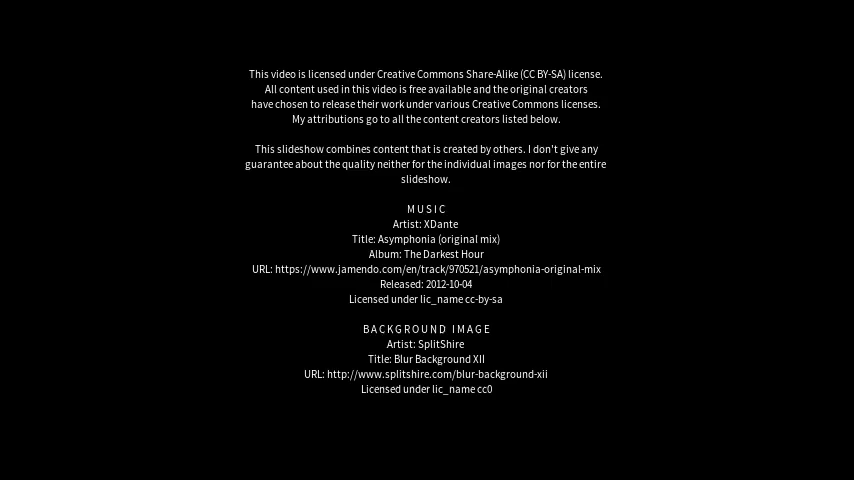 This video is licensed under Creative Commons Share-Alike (CC BY-SA) license.
All content used in this video is free available and the original creators
have chosen to release their work under various Creative Commons licenses.
My attributions go to all the content creators listed below.
This slideshow combines content that is created by others. I don't give any
guarantee about the quality neither for the individual images nor for the entire
slideshow.
MUSIC
Artist: XDante
Title: Asymphonia (original mix)
Album: The Darkest Hour
URL: https://www.jamendo.com/en/track/970521/asymphonia-original-mix
Released: 2012-10-04
Licensed under lic_name cc-by-sa
BACKGROUND IMAGE
Artist: SplitShire
Title: Blur Background XII
URL: http://www.splitshire.com/blur-background-xii
Licensed under lic_name cc0